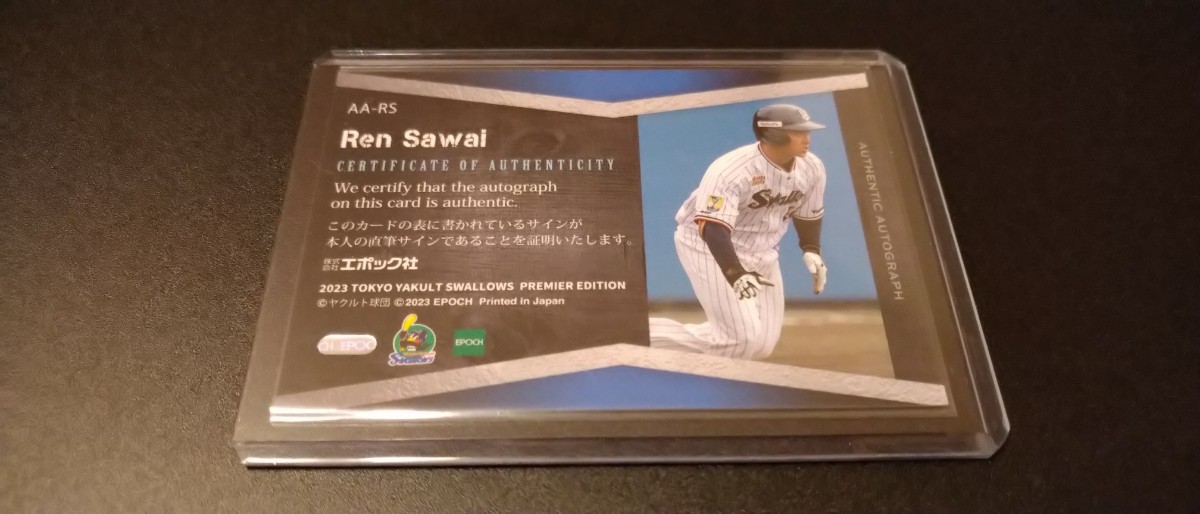 AA-RS
Ren Sawai
CERTIFICATE OF AUTHENTICITY
We certify that the autograph
on this card is authentic.
このカードの表に書かれているサインが
本人の直筆サインであることを証明いたします。
株式会社エポック社
2023 TOKYO YAKULT SWALLOWS PREMIER EDITION
©ヤクルト球団 ©2023 EPOCH Printed in Japan
CH EPOC
Swallows
EPOCH
Swallows
AUTHENTIC AUTOGRAPH